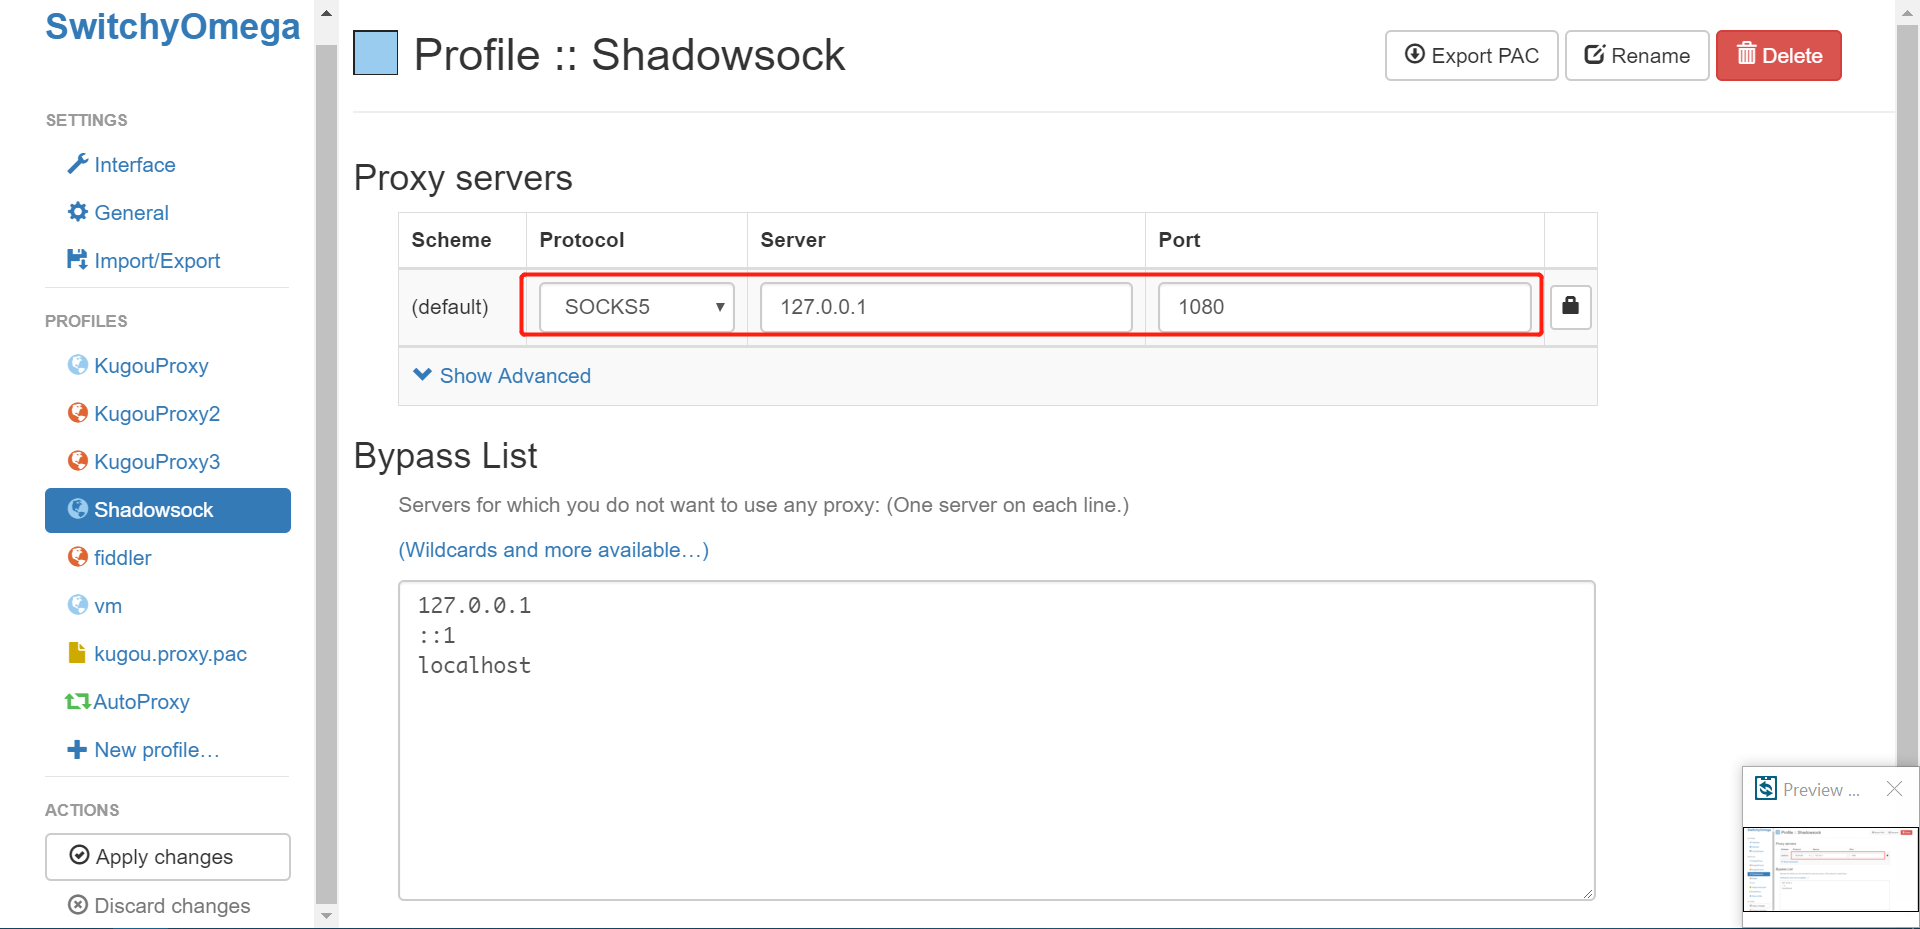 SwitchyOmega
SETTINGS
Interface
General
Import/Export
PROFILES
KugouProxy
KugouProxy2
KugouProxy3
Shadowsock
fiddler
vm
kugou.proxy.pac
AutoProxy
New profile…
ACTIONS
Apply changes
Discard changes
Profile :: Shadowsock
Export PAC
Rename
Delete
Proxy servers
Scheme Protocol Server Port
(default) SOCKS5 127.0.0.1 1080
Show Advanced
Bypass List
Servers for which you do not want to use any proxy: (One server on each line.)
(Wildcards and more available…)
127.0.0.1
::1
localhost
Preview ...